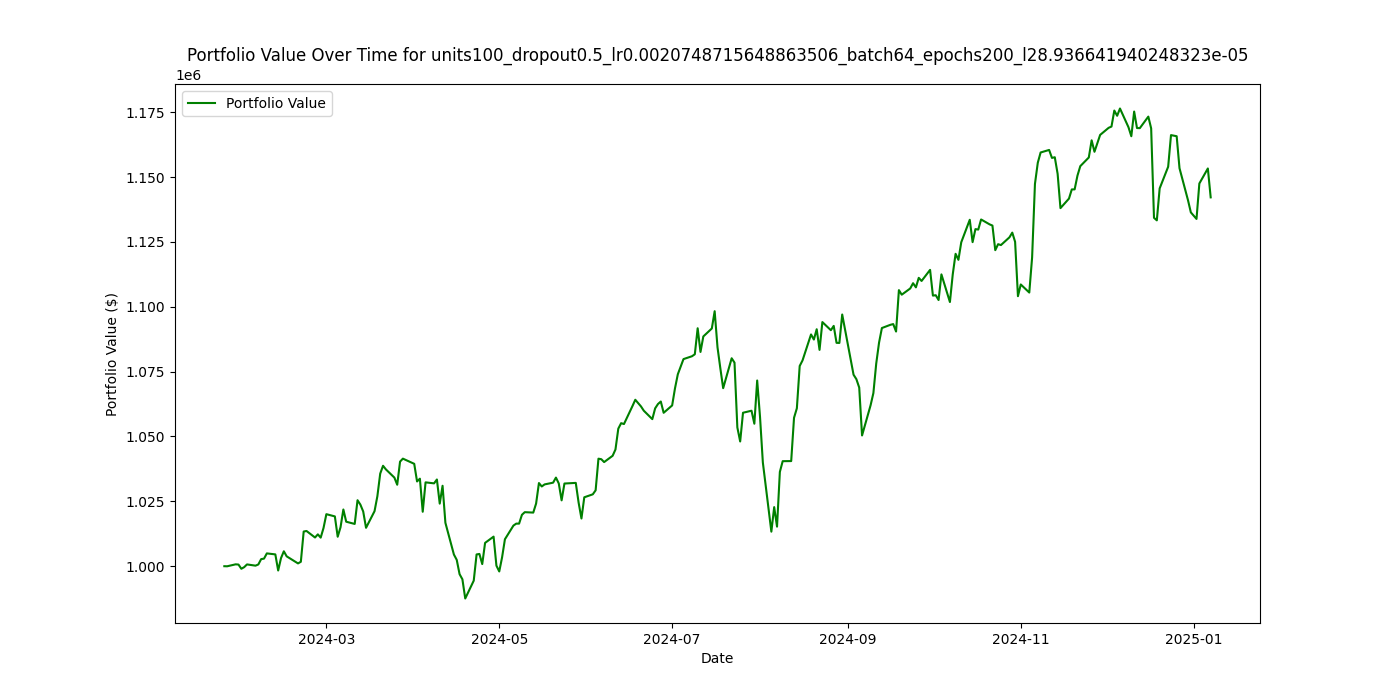 Portfolio Value Over Time for units100_dropout0.5_lr0.0020748715648863506_batch64_epochs200_l28.936641940248323e-05
1e6
Portfolio Value
1.175
1.150
1.125
1.100
1.075
1.050
1.025
1.000
Portfolio Value ($)
2024-03
2024-05
2024-07
2024-09
2024-11
2025-01
Date